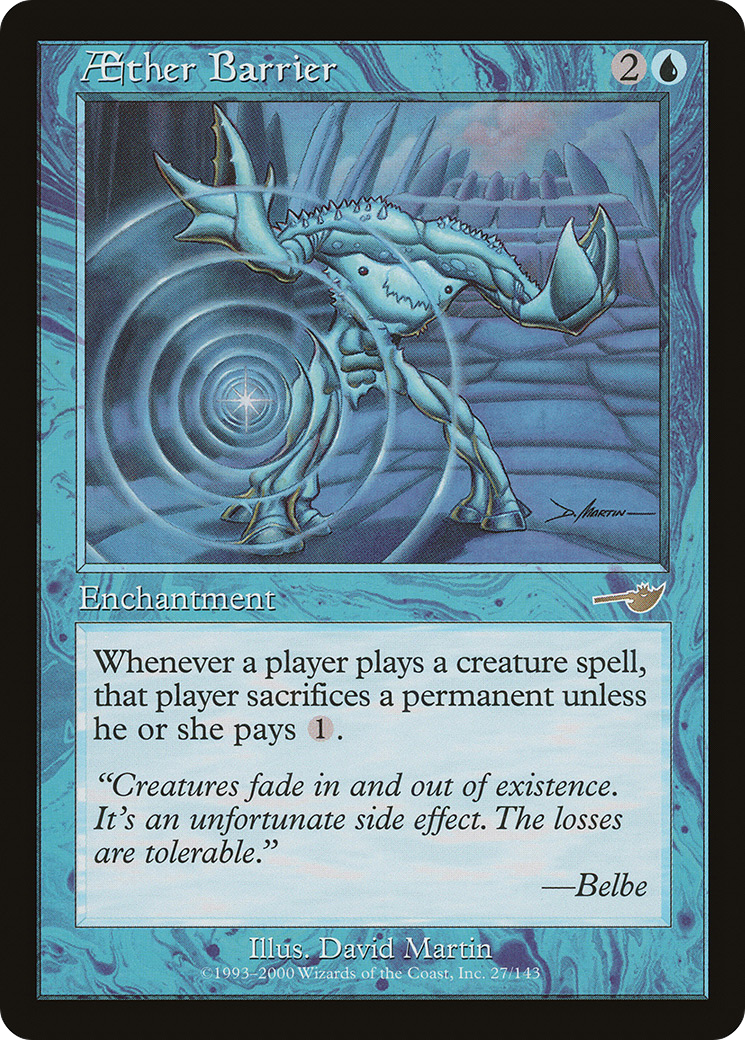 Æther Barrier
2
D. MARTIN
Enchantment
Whenever a player plays a creature spell,
that player sacrifices a permanent unless
he or she pays 1.
“Creatures fade in and out of existence.
It’s an unfortunate side effect. The losses
are tolerable.”
—Belbe
Illus. David Martin
©1993–2000 Wizards of the Coast, Inc. 27/143